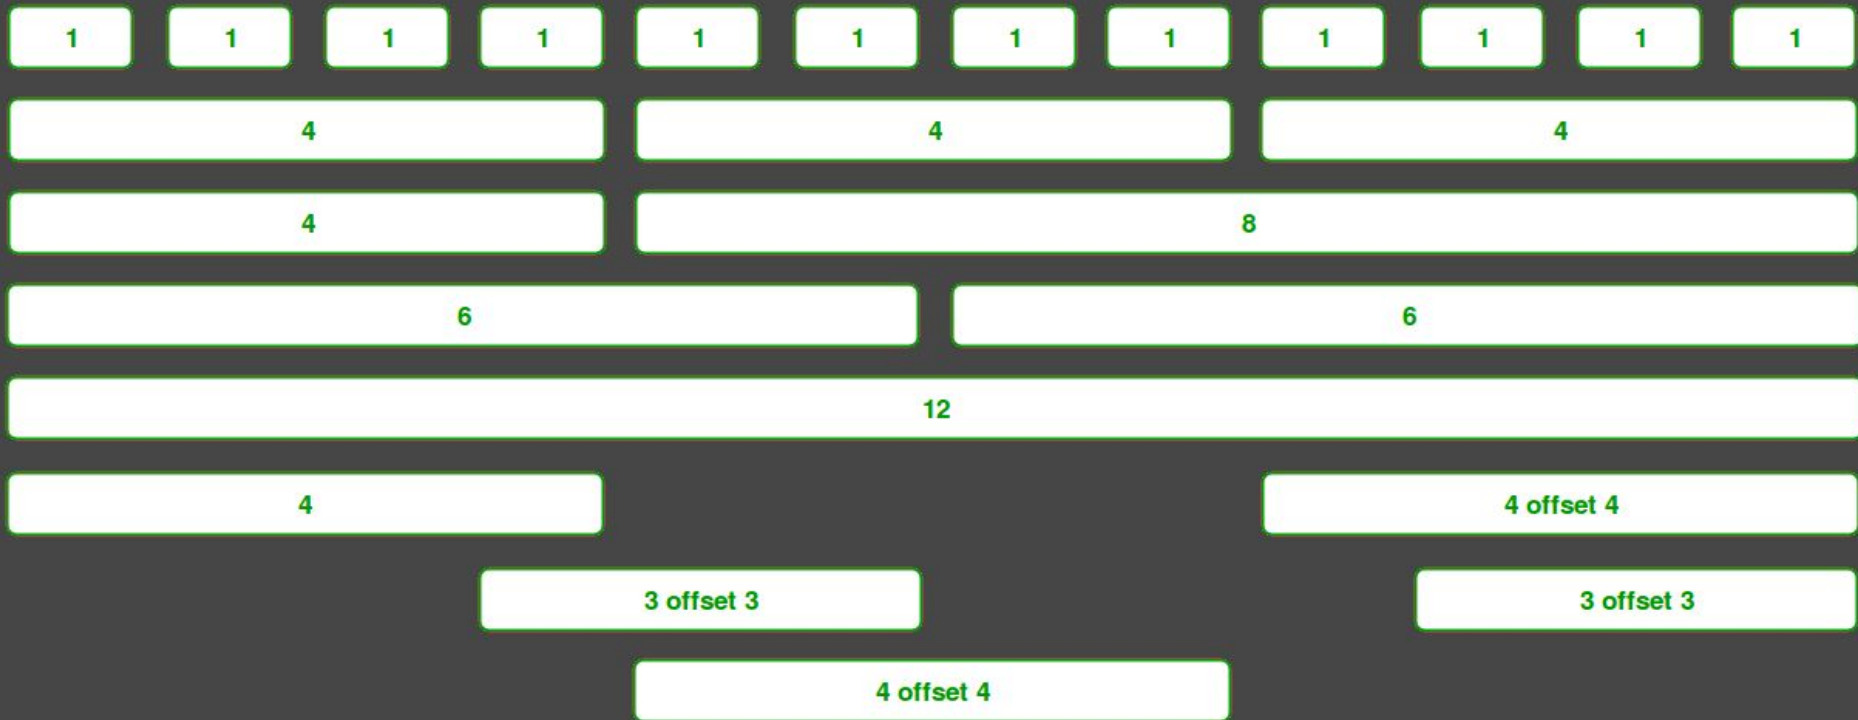 1 1 1 1 1 1 1 1 1 1 1 1
4 4 4
4 8
6 6
12
4 4 offset 4
3 offset 3 3 offset 3
4 offset 4